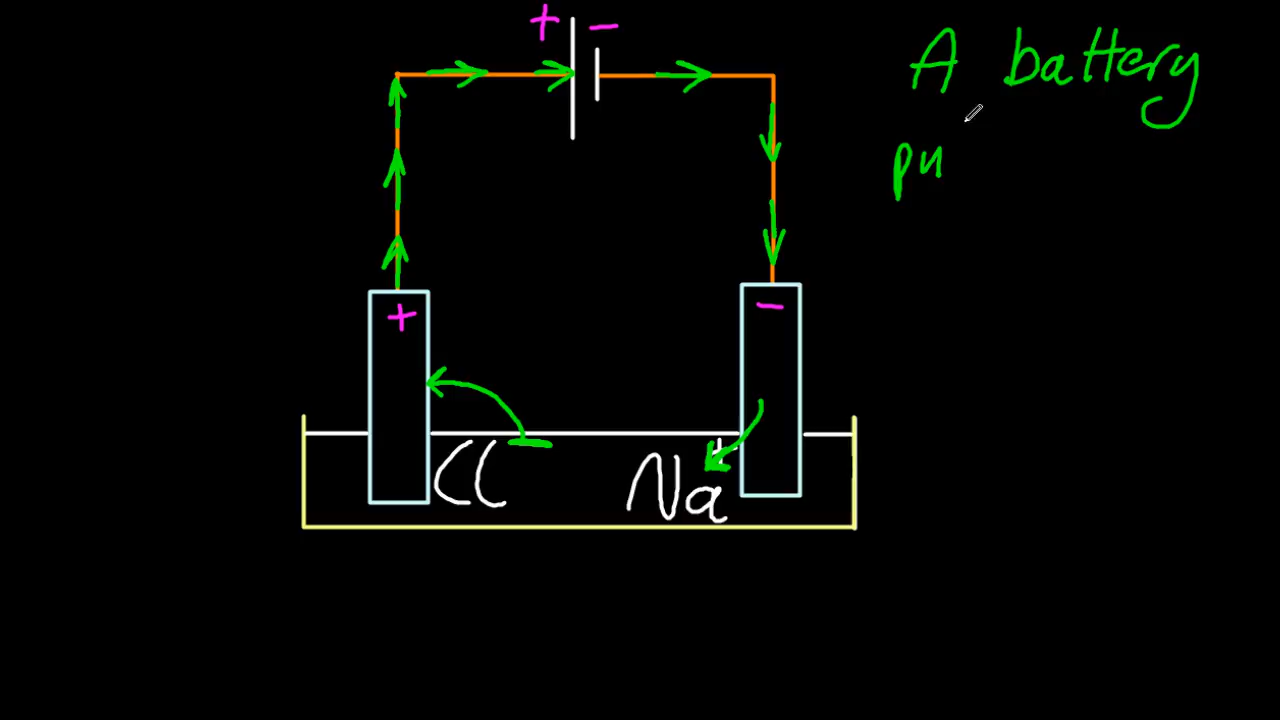 + −
A battery
pu
+ −
Cl Na+